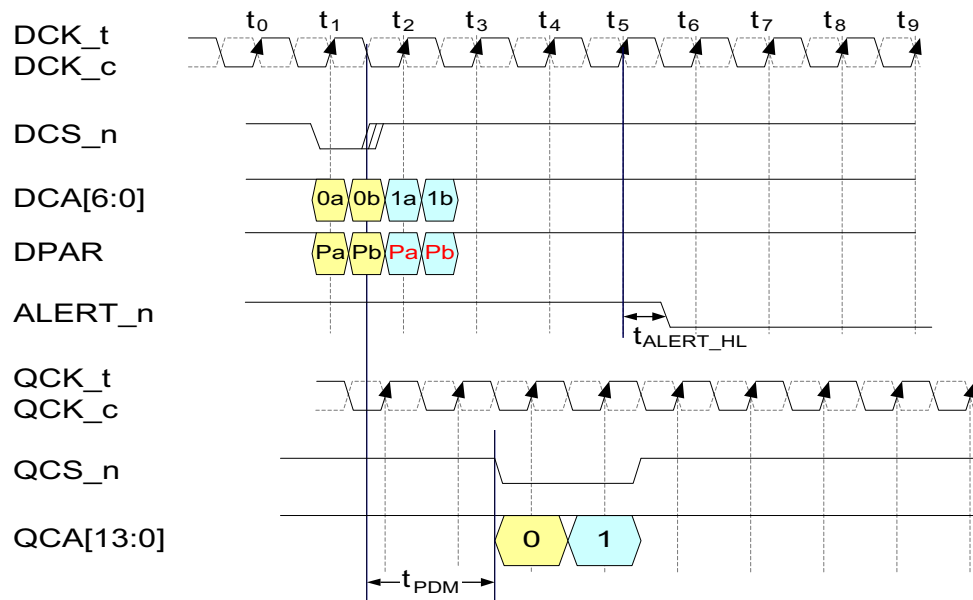 t0 t1 t2 t3 t4 t5 t6 t7 t8 t9
DCK_t
DCK_c
DCS_n
DCA[6:0] 0a 0b 1a 1b
DPAR Pa Pb Pa Pb
ALERT_n
tALERT_HL
QCK_t
QCK_c
QCS_n
QCA[13:0] 0 1
tPDM